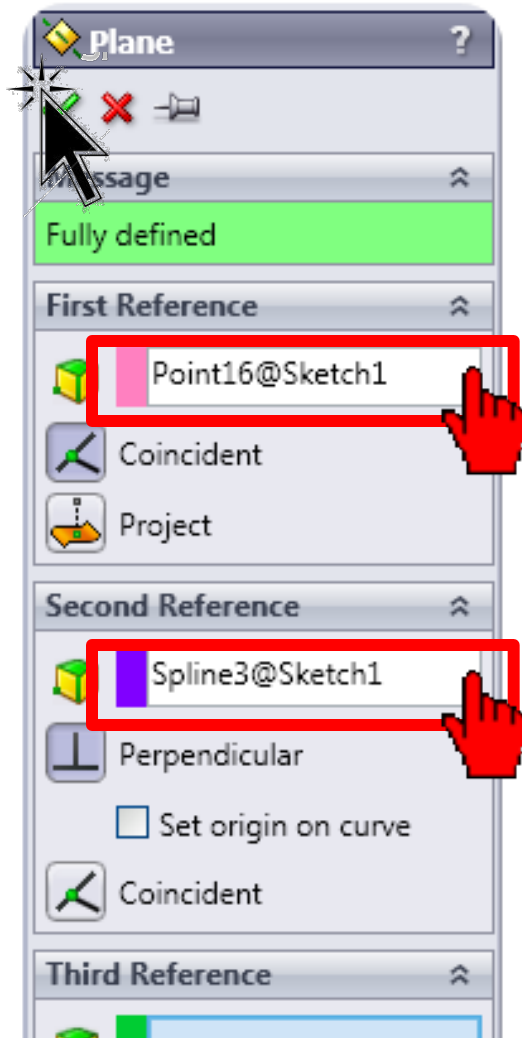 Plane ?
Message
Fully defined
First Reference
Point16@Sketch1
Coincident
Project
Second Reference
Spline3@Sketch1
Perpendicular
Set origin on curve
Coincident
Third Reference